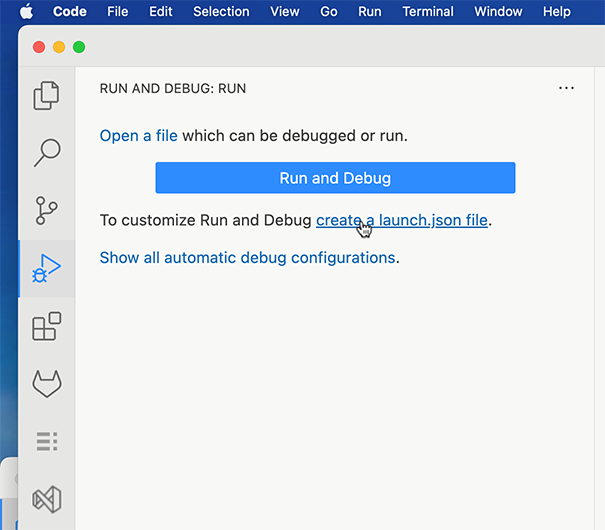 Code File Edit Selection View Go Run Terminal Window Help
RUN AND DEBUG: RUN
Open a file which can be debugged or run.
Run and Debug
To customize Run and Debug create a launch.json file.
Show all automatic debug configurations.